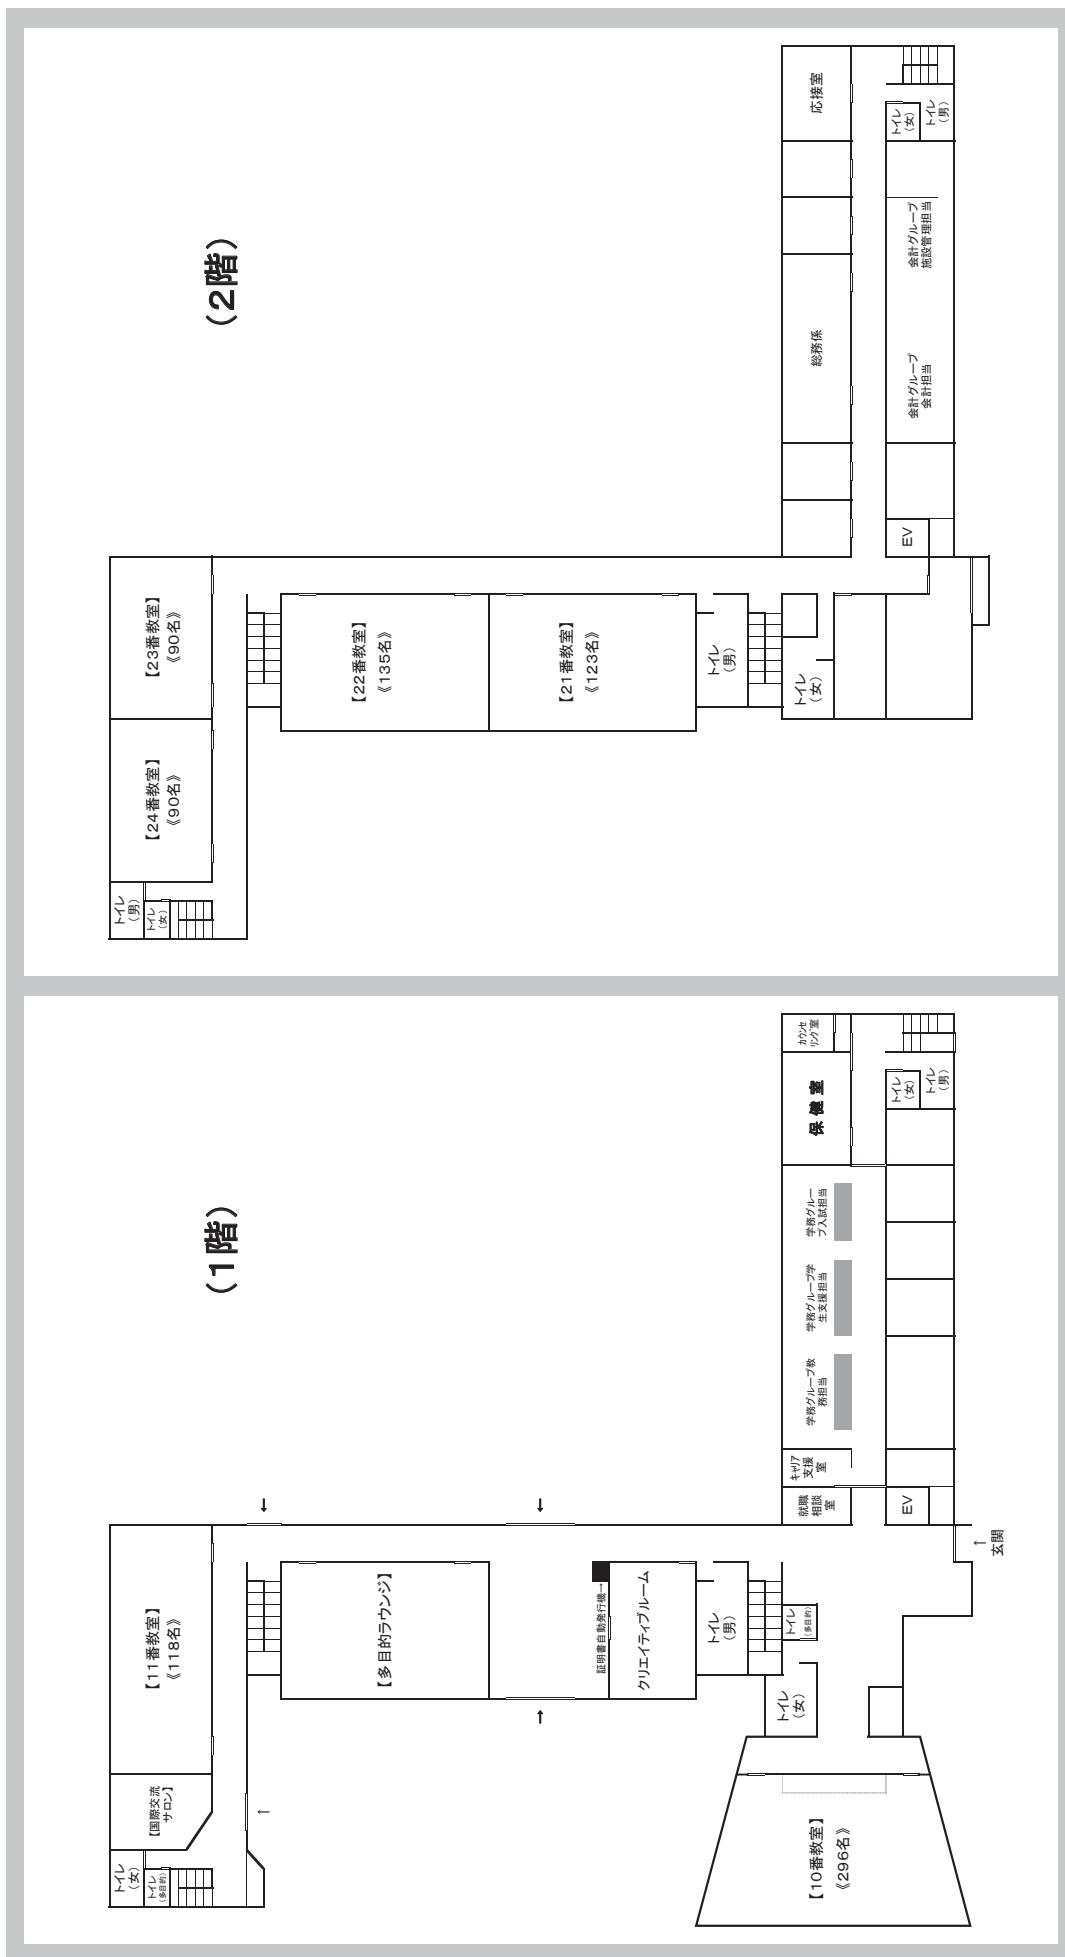 （2階）
応接室
トイレ
（女）
トイレ
（男）
会計グループ
施設管理担当
総務係
会計グループ
会計担当
EV
【23番教室】
《90名》
【24番教室】
《90名》
【22番教室】
《135名》
【21番教室】
《123名》
トイレ
（男）
トイレ
（女）
トイレ
（男）
トイレ
（女）
（1階）
カウンセ
リング室
保健室
トイレ
（女）
トイレ
（男）
学務グルー
プ入試担当
学務グループ学
生支援担当
学務グループ教
務担当
キャリア
支援
室
就職
相談
室
EV
↑
玄関
【11番教室】
《118名》
【国際交流
サロン】
トイレ
（女）
トイレ
（多目的）
↑
【多目的ラウンジ】
証明書自動発行機→
クリエイティブルーム
トイレ
（男）
トイレ
（多目的）
トイレ
（女）
【10番教室】
《296名》